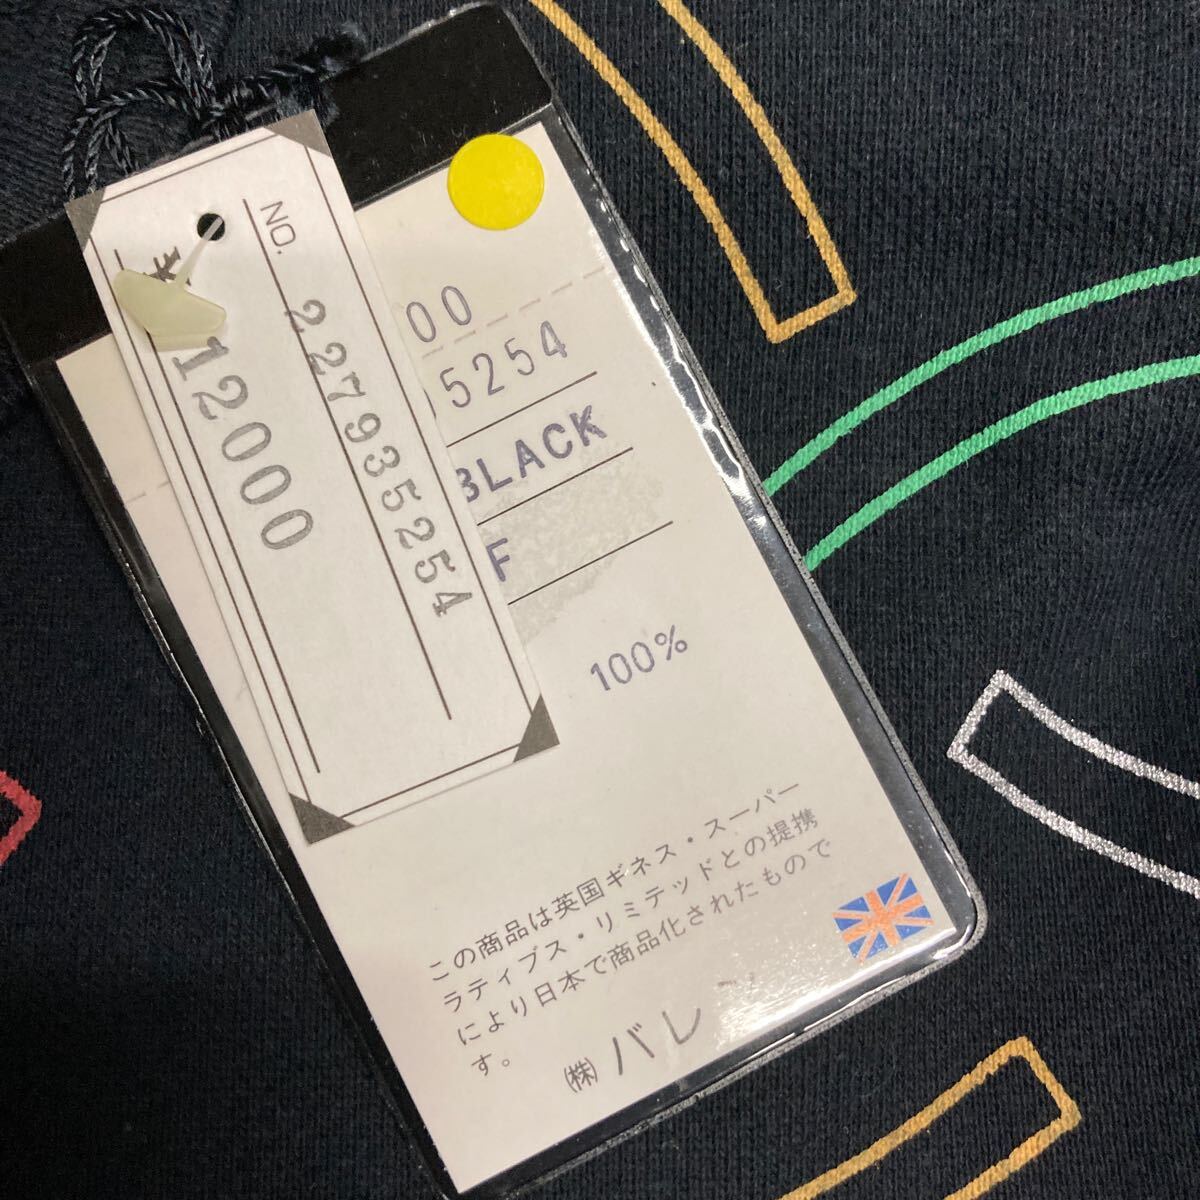 NO. 227935254
¥12000
00
5254
BLACK
F
100%
この商品は英国ギネス・スーパー
ラティブス・リミテッドとの提携
により日本で商品化されたもので
す。
㈱バレ